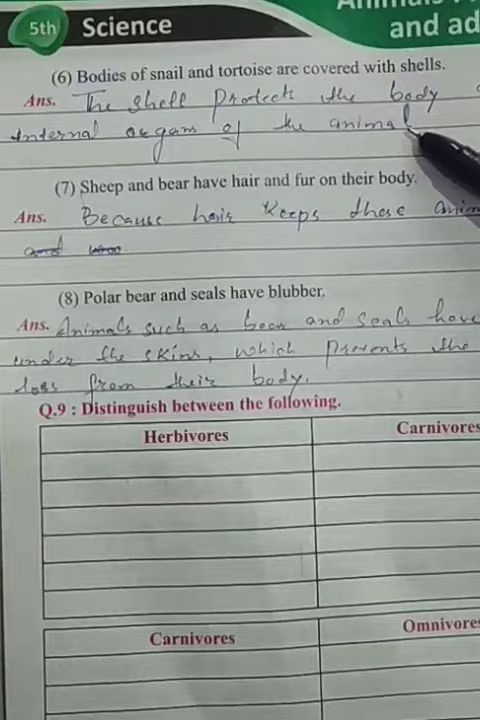 5th Science
and ad
(6) Bodies of snail and tortoise are covered with shells.
Ans. The shell protects the body
internal organs of the animal
(7) Sheep and bear have hair and fur on their body.
Ans. Because hair keeps these anim
and
(8) Polar bear and seals have blubber.
Ans. Animals such as bear and seals have
under the skins, which prevents the
loss from their body.
Q.9 : Distinguish between the following.
Herbivores Carnivores
Carnivores Omnivores